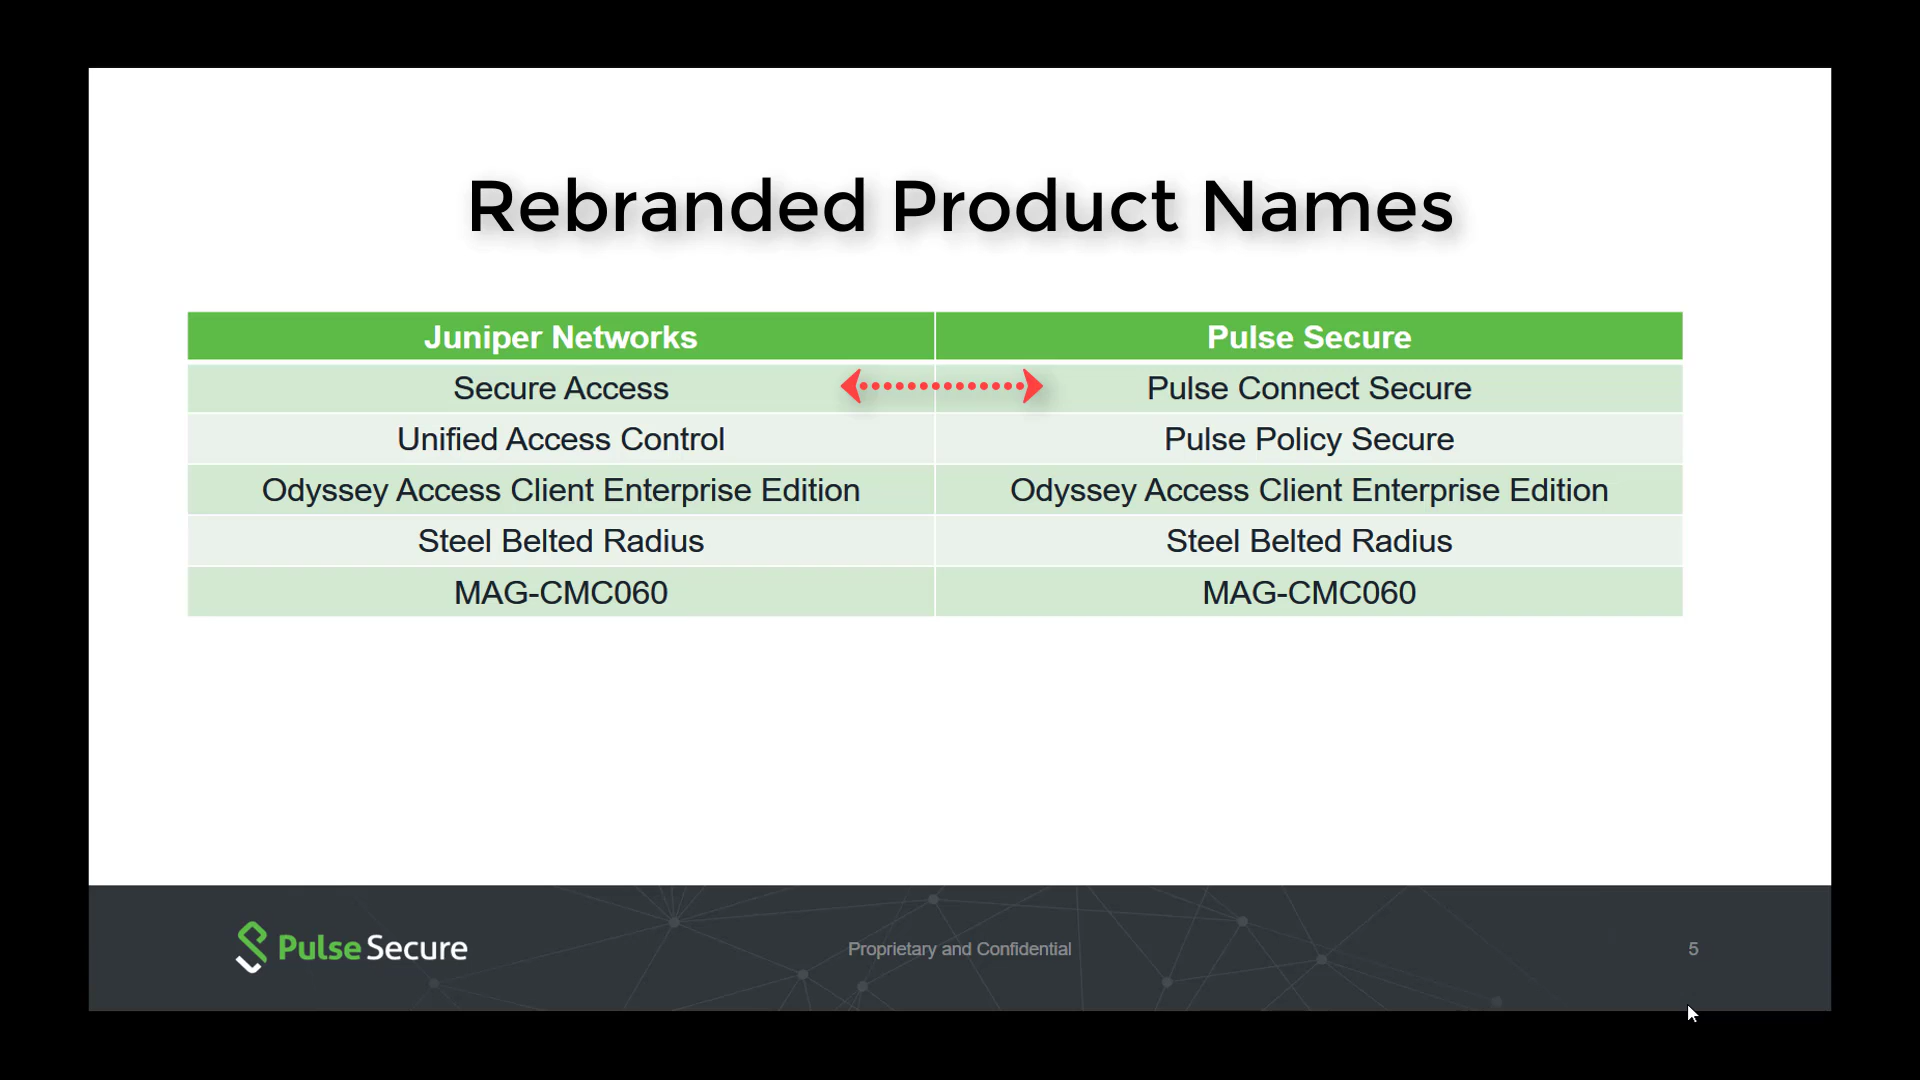 Rebranded Product Names
Juniper Networks Pulse Secure
Secure Access Pulse Connect Secure
Unified Access Control Pulse Policy Secure
Odyssey Access Client Enterprise Edition Odyssey Access Client Enterprise Edition
Steel Belted Radius Steel Belted Radius
MAG-CMC060 MAG-CMC060
Pulse Secure Proprietary and Confidential 5